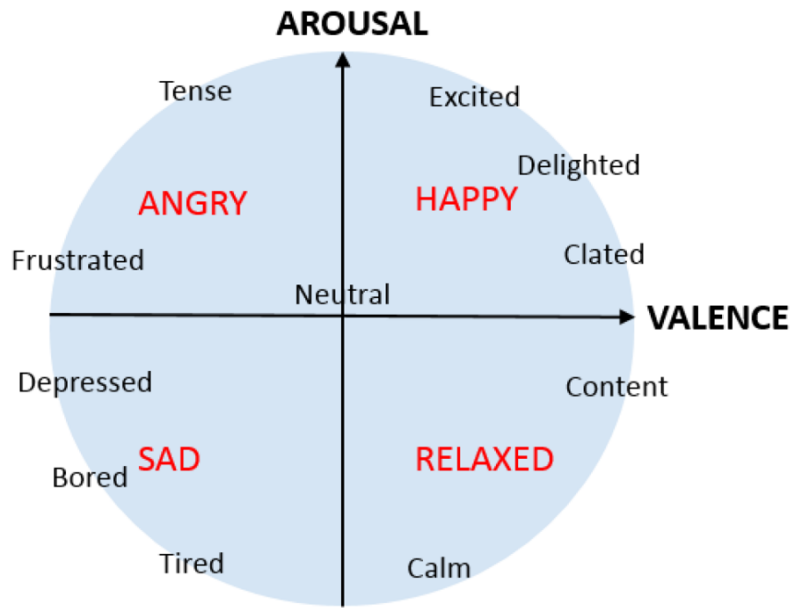 AROUSAL
Tense
Excited
Delighted
ANGRY
HAPPY
Frustrated
Clated
Neutral
VALENCE
Depressed
Content
SAD
RELAXED
Bored
Tired
Calm